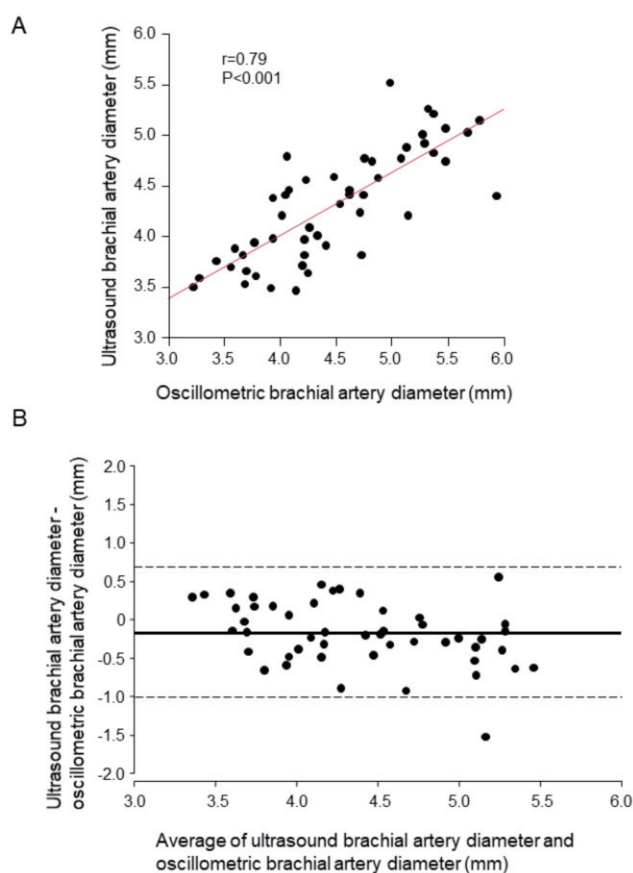 A
r=0.79
P<0.001
Ultrasound brachial artery diameter (mm)
6.0
5.5
5.0
4.5
4.0
3.5
3.0
3.0 3.5 4.0 4.5 5.0 5.5 6.0
Oscillometric brachial artery diameter (mm)
B
Ultrasound brachial artery diameter -
oscillometric brachial artery diameter (mm)
2.0
1.5
1.0
0.5
0
-0.5
-1.0
-1.5
-2.0
3.0 3.5 4.0 4.5 5.0 5.5 6.0
Average of ultrasound brachial artery diameter and
oscillometric brachial artery diameter (mm)